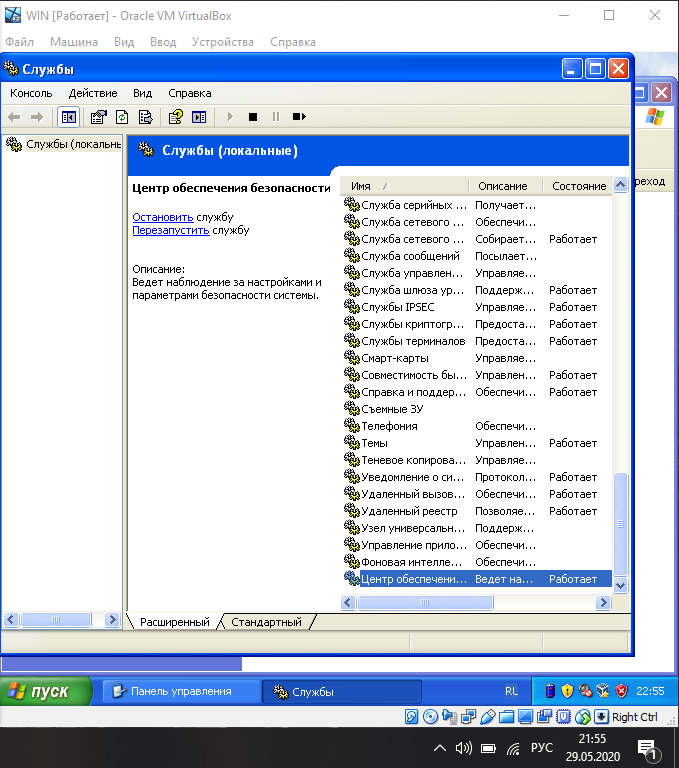 WIN [Работает] - Oracle VM VirtualBox
Файл Машина Вид Ввод Устройства Справка
Службы
Консоль Действие Вид Справка
Службы (локальнь
Службы (локальные)
Центр обеспечения безопасности
Остановить службу
Перезапустить службу
Описание:
Ведет наблюдение за настройками и
параметрами безопасности системы.
Имя Описание Состояние
Служба серийных ... Получает...
Служба сетевого ... Обеспечи...
Служба сетевого ... Собирает... Работает
Служба сообщений Посылает...
Служба управлен... Управляе...
Служба шлюза ур... Поддерж... Работает
Службы IPSEC Управляе... Работает
Службы криптогр... Предоста... Работает
Службы терминалов Предоста... Работает
Смарт-карты Управляе...
Совместимость бы... Управлен... Работает
Справка и поддер... Обеспечи... Работает
Съемные ЗУ
Телефония Обеспечи...
Темы Управлен... Работает
Теневое копирова... Управляе...
Уведомление о си... Протокол... Работает
Удаленный вызов... Обеспечи... Работает
Удаленный реестр Позволяе... Работает
Узел универсальн... Поддерж...
Управление прило... Обеспечи...
Фоновая интелле... Обеспечи...
Центр обеспечени... Ведет на... Работает
реход
Расширенный Стандартный
пуск Панель управления Службы RL 22:55
Right Ctrl
РУС 21:55
29.05.2020
1